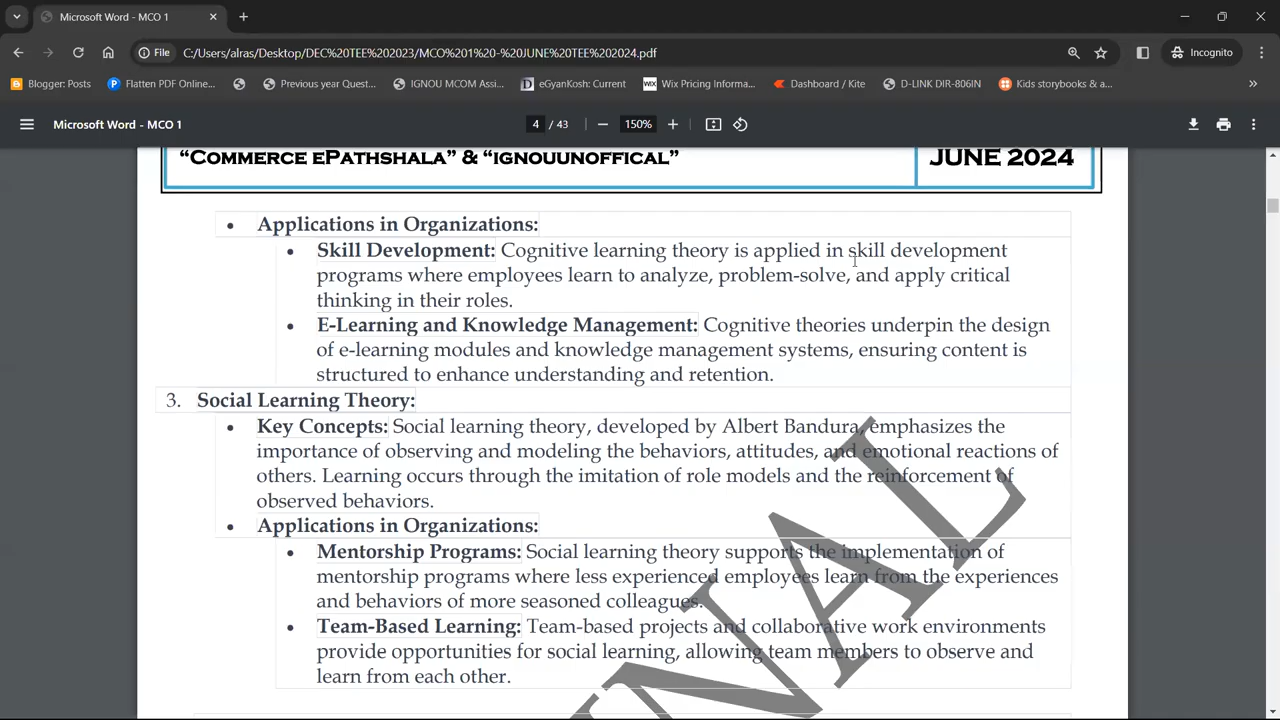 Microsoft Word - MCO 1
File
C:/Users/alras/Desktop/DEC%20TEE%202023/MCO%201%20-%20JUNE%20TEE%202024.pdf
Incognito
Blogger: Posts
Flatten PDF Online...
Previous year Quest...
IGNOU MCOM Assi...
eGyanKosh: Current
WIX Wix Pricing Informa...
Dashboard / Kite
D-LINK DIR-806IN
Kids storybooks & a...
Microsoft Word - MCO 1
4 / 43
150%
"COMMERCE EPATHSHALA" & "IGNOUUNOFFICAL"
JUNE 2024
• Applications in Organizations:
• Skill Development: Cognitive learning theory is applied in skill development
programs where employees learn to analyze, problem-solve, and apply critical
thinking in their roles.
• E-Learning and Knowledge Management: Cognitive theories underpin the design
of e-learning modules and knowledge management systems, ensuring content is
structured to enhance understanding and retention.
3. Social Learning Theory:
• Key Concepts: Social learning theory, developed by Albert Bandura, emphasizes the
importance of observing and modeling the behaviors, attitudes, and emotional reactions of
others. Learning occurs through the imitation of role models and the reinforcement of
observed behaviors.
• Applications in Organizations:
• Mentorship Programs: Social learning theory supports the implementation of
mentorship programs where less experienced employees learn from the experiences
and behaviors of more seasoned colleagues.
• Team-Based Learning: Team-based projects and collaborative work environments
provide opportunities for social learning, allowing team members to observe and
learn from each other.
NAL